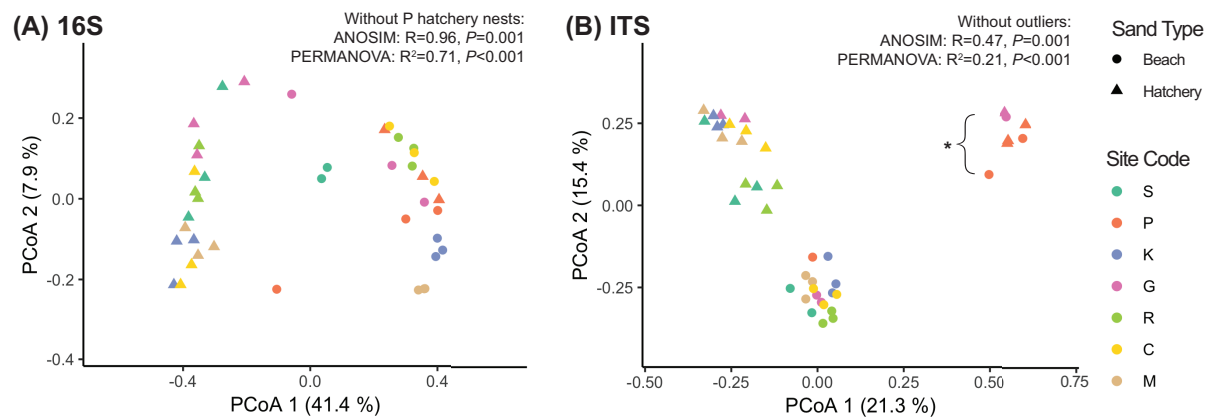 (A) 16S
Without P hatchery nests:
ANOSIM: R=0.96, P=0.001
PERMANOVA: R²=0.71, P<0.001
PCoA 2 (7.9 %)
0.2
0.0
-0.2
-0.4
-0.4
0.0
0.4
PCoA 1 (41.4 %)
(B) ITS
Without outliers:
ANOSIM: R=0.47, P=0.001
PERMANOVA: R²=0.21, P<0.001
PCoA 2 (15.4 %)
0.25
0.00
-0.25
-0.50
*
-0.50
-0.25
0.00
0.25
0.50
0.75
PCoA 1 (21.3 %)
Sand Type
Beach
Hatchery
Site Code
S
P
K
G
R
C
M